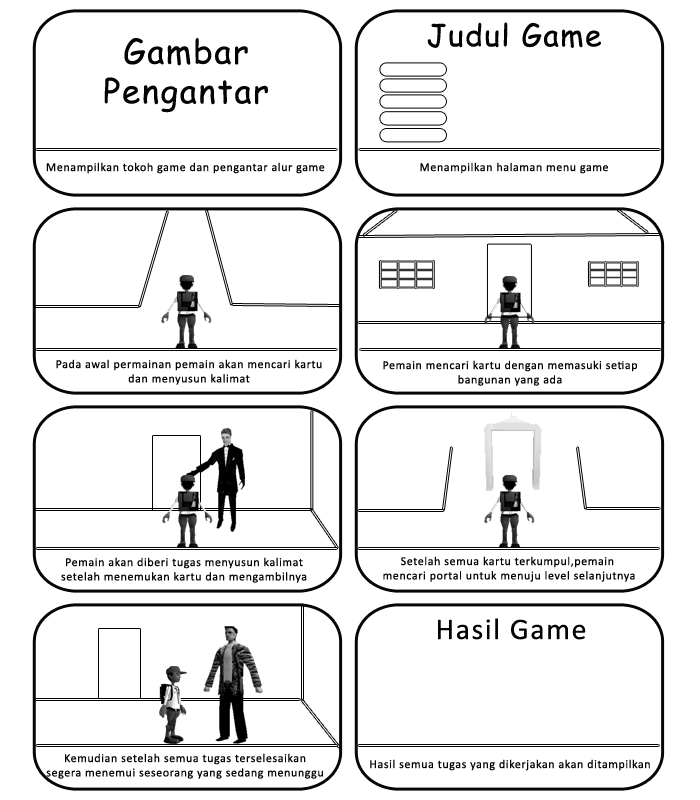 Gambar
Pengantar
Menampilkan tokoh game dan pengantar alur game
Judul Game
Menampilkan halaman menu game
Pada awal permainan pemain akan mencari kartu
dan menyusun kalimat
Pemain mencari kartu dengan memasuki setiap
bangunan yang ada
Pemain akan diberi tugas menyusun kalimat
setelah menemukan kartu dan mengambilnya
Setelah semua kartu terkumpul,pemain
mencari portal untuk menuju level selanjutnya
Kemudian setelah semua tugas terselesaikan
segera menemui seseorang yang sedang menunggu
Hasil Game
Hasil semua tugas yang dikerjakan akan ditampilkan